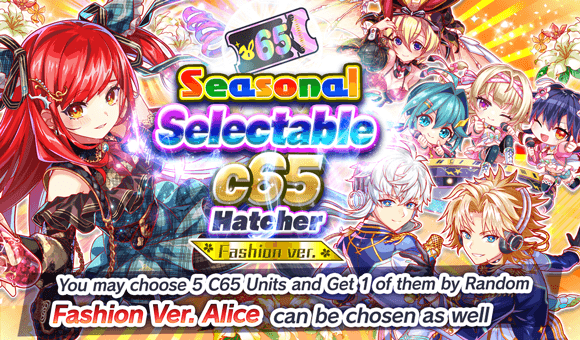 65
Seasonal
Selectable
C65
Hatcher
Fashion ver.
You may choose 5 C65 Units and Get 1 of them by Random
Fashion Ver. Alice can be chosen as well